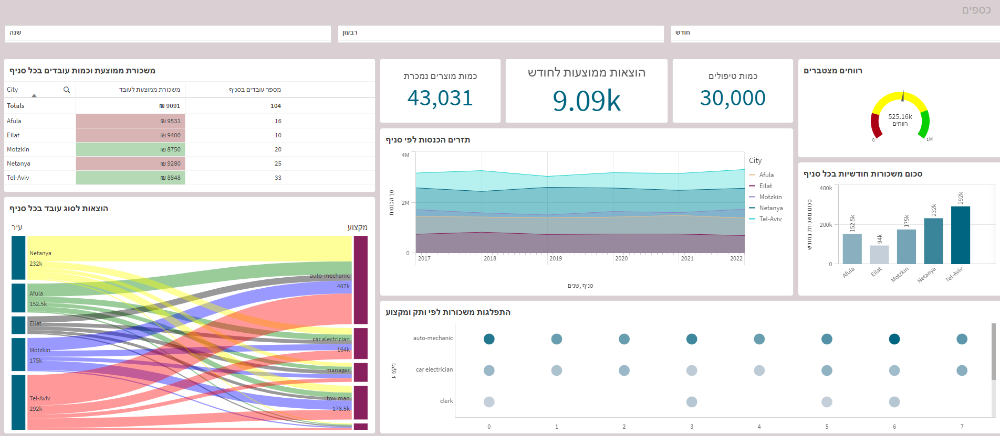 כספים
שנה
רבעון
חודש
משכורת ממוצעת וכמות עובדים בכל סניף
City
משכורת ממוצעת לעובד
מספר עובדים בסניף
Totals
₪ 9091
104
Afula
₪ 9531
16
Eilat
₪ 9400
10
Motzkin
₪ 8750
20
Netanya
₪ 9280
25
Tel-Aviv
₪ 8848
33
כמות מוצרים נמכרת
43,031
הוצאות ממוצעות לחודש
9.09k
כמות טיפולים
30,000
רווחים מצטברים
525.16k
רווחים
0
1M
תזרים הכנסות לפי סניף
סך הכנסות
4M
2M
0
2017
2018
2019
2020
2021
2022
סניף ,שנים
City
Afula
Eilat
Motzkin
Netanya
Tel-Aviv
סכום משכורות חודשיות בכל סניף
סכום משכורת בחודש
400k
200k
0
152.5k
94k
175k
232k
292k
Afula
Eilat
Motzkin
Netanya
Tel-Aviv
הוצאות לסוג עובד בכל סניף
עיר
מקצוע
Netanya
232k
Afula
152.5k
Eilat
Motzkin
175k
Tel-Aviv
292k
auto-mechanic
467k
car electrician
164k
manager
tow man
178.5k
התפלגות משכורות לפי ותק ומקצוע
מקצוע
auto-mechanic
car electrician
clerk
0
1
2
3
4
5
6
7